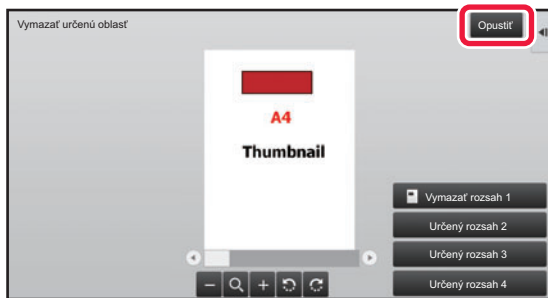 Vymazať určenú oblasť
Opustiť
A4
Thumbnail
Vymazať rozsah 1
Určený rozsah 2
Určený rozsah 3
Určený rozsah 4